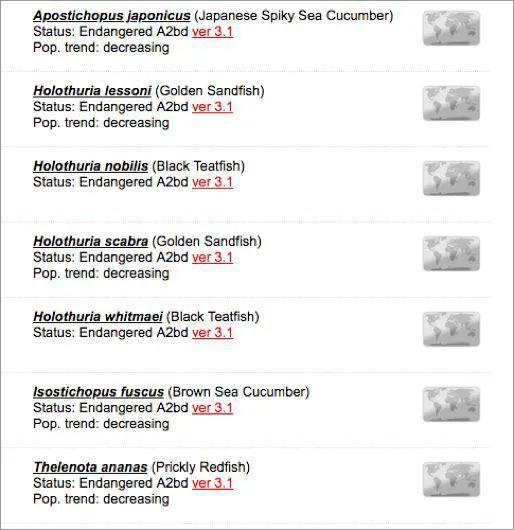 Apostichopus japonicus (Japanese Spiky Sea Cucumber)
Status: Endangered A2bd ver 3.1
Pop. trend: decreasing
Holothuria lessoni (Golden Sandfish)
Status: Endangered A2bd ver 3.1
Pop. trend: decreasing
Holothuria nobilis (Black Teatfish)
Status: Endangered A2bd ver 3.1
Holothuria scabra (Golden Sandfish)
Status: Endangered A2bd ver 3.1
Pop. trend: decreasing
Holothuria whitmaei (Black Teatfish)
Status: Endangered A2bd ver 3.1
Isostichopus fuscus (Brown Sea Cucumber)
Status: Endangered A2bd ver 3.1
Pop. trend: decreasing
Thelenota ananas (Prickly Redfish)
Status: Endangered A2bd ver 3.1
Pop. trend: decreasing